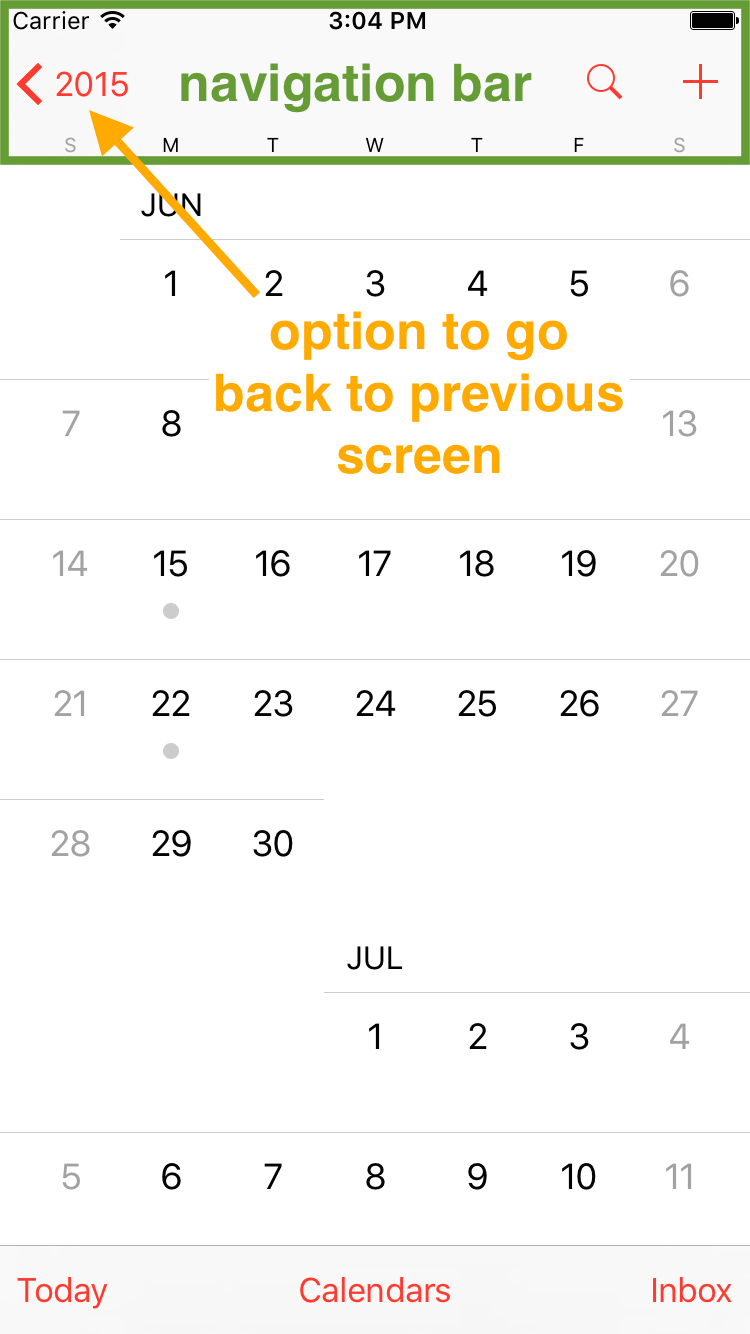 Carrier 3:04 PM
2015 navigation bar
S M T W T F S
JUN
1 2 3 4 5 6
option to go
7 8 back to previous 13
screen
14 15 16 17 18 19 20
21 22 23 24 25 26 27
28 29 30
JUL
1 2 3 4
5 6 7 8 9 10 11
Today Calendars Inbox